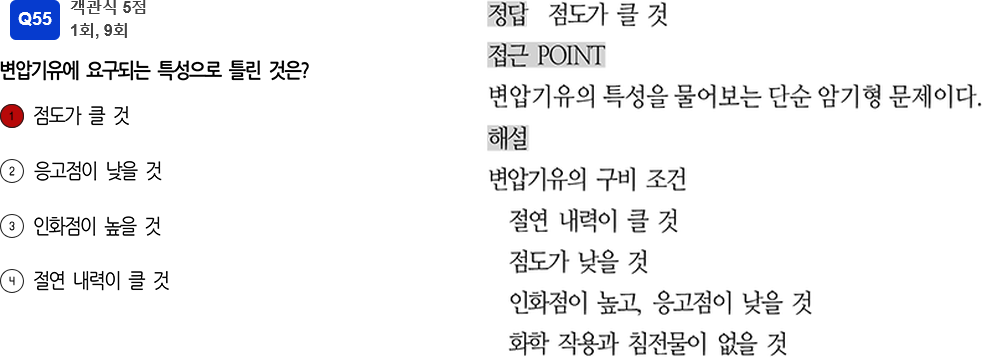 Q55
객관식 5점
1회, 9회
변압기유에 요구되는 특성으로 틀린 것은?
1 점도가 클 것
2 응고점이 낮을 것
3 인화점이 높을 것
4 절연 내력이 클 것
정답 점도가 클 것
접근 POINT
변압기유의 특성을 물어보는 단순 암기형 문제이다.
해설
변압기유의 구비 조건
절연 내력이 클 것
점도가 낮을 것
인화점이 높고, 응고점이 낮을 것
화학 작용과 침전물이 없을 것